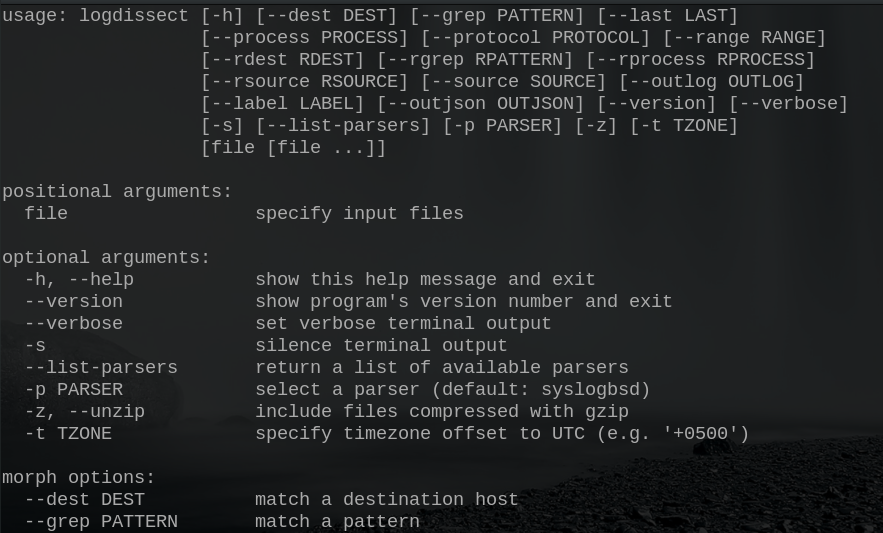 usage: logdissect [-h] [--dest DEST] [--grep PATTERN] [--last LAST]
                  [--process PROCESS] [--protocol PROTOCOL] [--range RANGE]
                  [--rdest RDEST] [--rgrep RPATTERN] [--rprocess RPROCESS]
                  [--rsource RSOURCE] [--source SOURCE] [--outlog OUTLOG]
                  [--label LABEL] [--outjson OUTJSON] [--version] [--verbose]
                  [-s] [--list-parsers] [-p PARSER] [-z] [-t TZONE]
                  [file [file ...]]

positional arguments:
  file                 specify input files

optional arguments:
  -h, --help           show this help message and exit
  --version            show program's version number and exit
  --verbose            set verbose terminal output
  -s                   silence terminal output
  --list-parsers       return a list of available parsers
  -p PARSER            select a parser (default: syslogbsd)
  -z, --unzip          include files compressed with gzip
  -t TZONE             specify timezone offset to UTC (e.g. '+0500')

morph options:
  --dest DEST          match a destination host
  --grep PATTERN       match a pattern